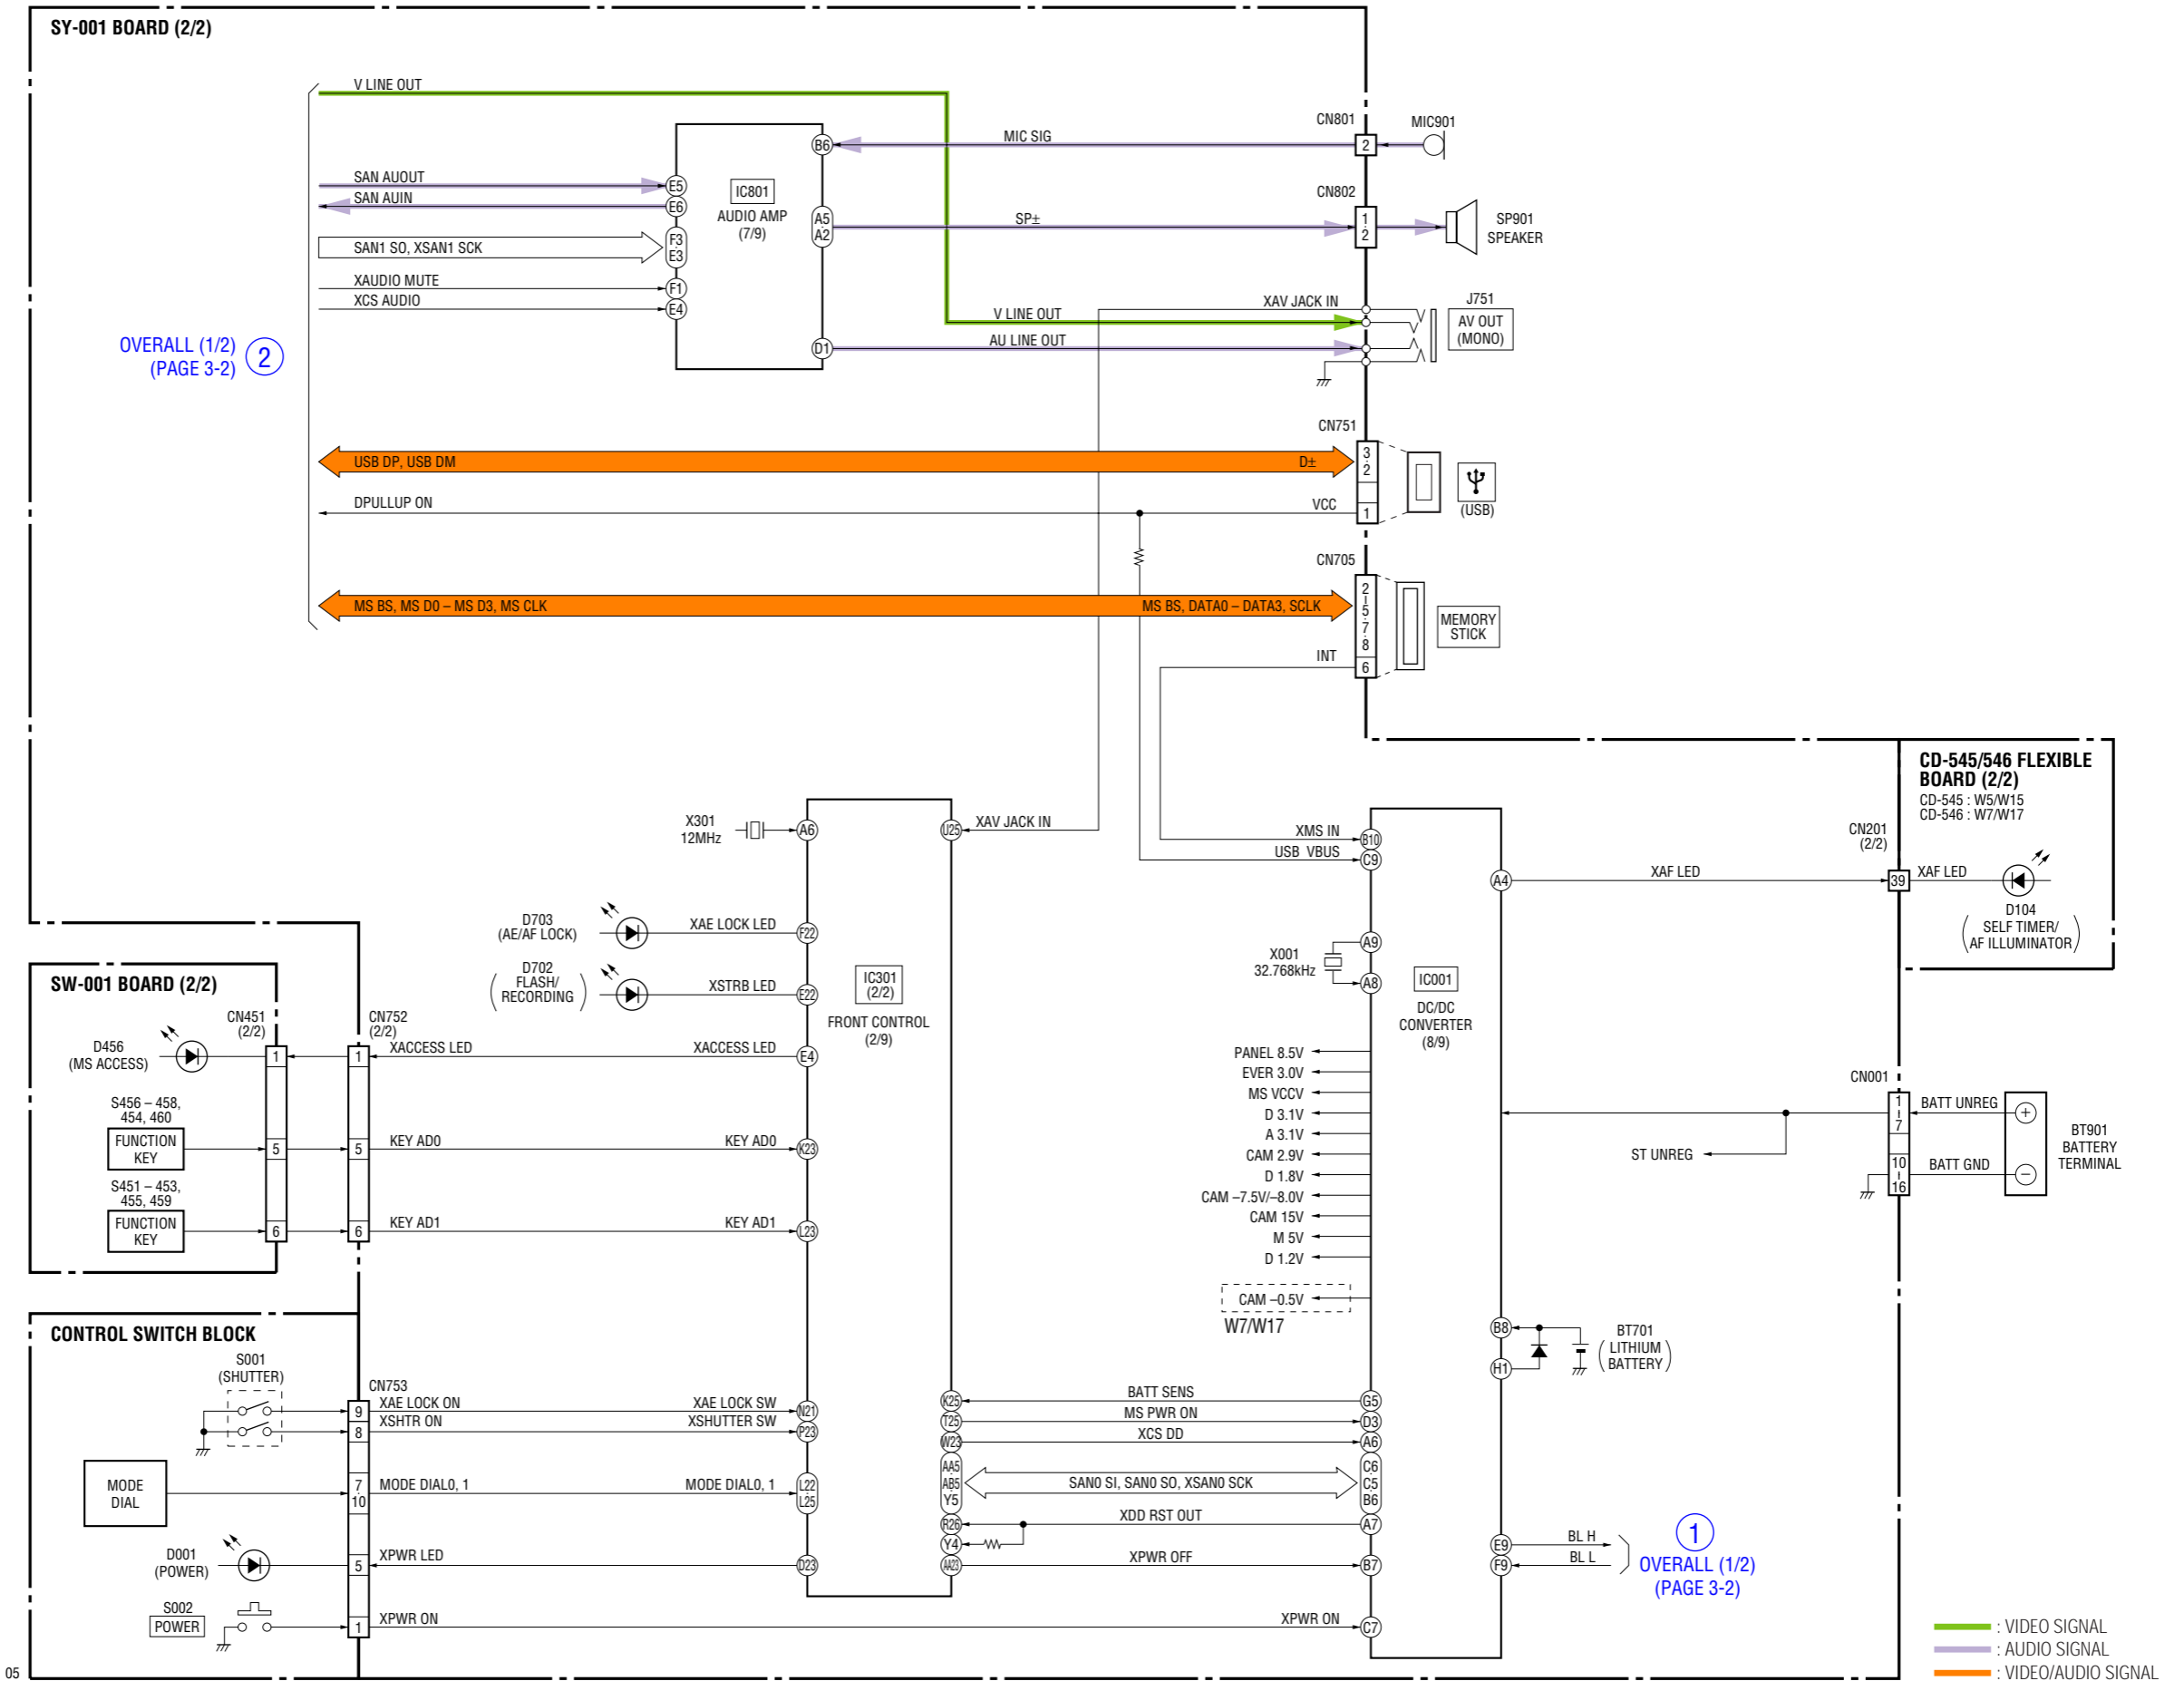 SY-001 BOARD (2/2)
V LINE OUT
SAN AUOUT
SAN AUIN
SAN1 SO, XSAN1 SCK
XAUDIO MUTE
XCS AUDIO
OVERALL (1/2)
(PAGE 3-2)
2
E5
E6
F3
E3
F1
E4
IC801
AUDIO AMP
(7/9)
B6
A5
A2
D1
MIC SIG
SP±
V LINE OUT
AU LINE OUT
XAV JACK IN
CN801
2
MIC901
CN802
1
2
SP901
SPEAKER
J751
AV OUT
(MONO)
USB DP, USB DM
D±
DPULLUP ON
VCC
CN751
3
2
1
(USB)
MS BS, MS D0 – MS D3, MS CLK
MS BS, DATA0 – DATA3, SCLK
INT
CN705
2
5
7
8
6
MEMORY
STICK
CD-545/546 FLEXIBLE
BOARD (2/2)
CD-545 : W5/W15
CD-546 : W7/W17
CN201
(2/2)
39
XAF LED
XAF LED
D104
SELF TIMER/
AF ILLUMINATOR
X301
12MHz
A6
U25
XAV JACK IN
D703
(AE/AF LOCK)
XAE LOCK LED
F22
D702
FLASH/
RECORDING
XSTRB LED
E22
IC301
(2/2)
FRONT CONTROL
(2/9)
XMS IN
B10
USB VBUS
C9
A4
X001
32.768kHz
A9
A8
IC001
DC/DC
CONVERTER
(8/9)
SW-001 BOARD (2/2)
CN451
(2/2)
CN752
(2/2)
D456
(MS ACCESS)
1
1
XACCESS LED
XACCESS LED
E4
S456 – 458,
454, 460
FUNCTION
KEY
5
5
KEY AD0
KEY AD0
K23
S451 – 453,
455, 459
FUNCTION
KEY
6
6
KEY AD1
KEY AD1
L23
PANEL 8.5V
EVER 3.0V
MS VCCV
D 3.1V
A 3.1V
CAM 2.9V
D 1.8V
CAM –7.5V/–8.0V
CAM 15V
M 5V
D 1.2V
CAM –0.5V
W7/W17
CN001
1
7
10
16
BATT UNREG
BATT GND
ST UNREG
BT901
BATTERY
TERMINAL
B8
H1
BT701
LITHIUM
BATTERY
CONTROL SWITCH BLOCK
S001
(SHUTTER)
CN753
9
XAE LOCK ON
XAE LOCK SW
N21
8
XSHTR ON
XSHUTTER SW
P23
MODE
DIAL
7
10
MODE DIAL0, 1
MODE DIAL0, 1
L22
L25
D001
(POWER)
5
XPWR LED
D23
S002
POWER
1
XPWR ON
XPWR ON
C7
K25
BATT SENS
G5
T25
MS PWR ON
D3
W23
XCS DD
A6
AA5
AB5
Y5
SAN0 SI, SAN0 SO, XSAN0 SCK
C6
C5
B6
R26
XDD RST OUT
A7
Y4
AA23
XPWR OFF
B7
E9
BL H
F9
BL L
1
OVERALL (1/2)
(PAGE 3-2)
: VIDEO SIGNAL
: AUDIO SIGNAL
: VIDEO/AUDIO SIGNAL
05